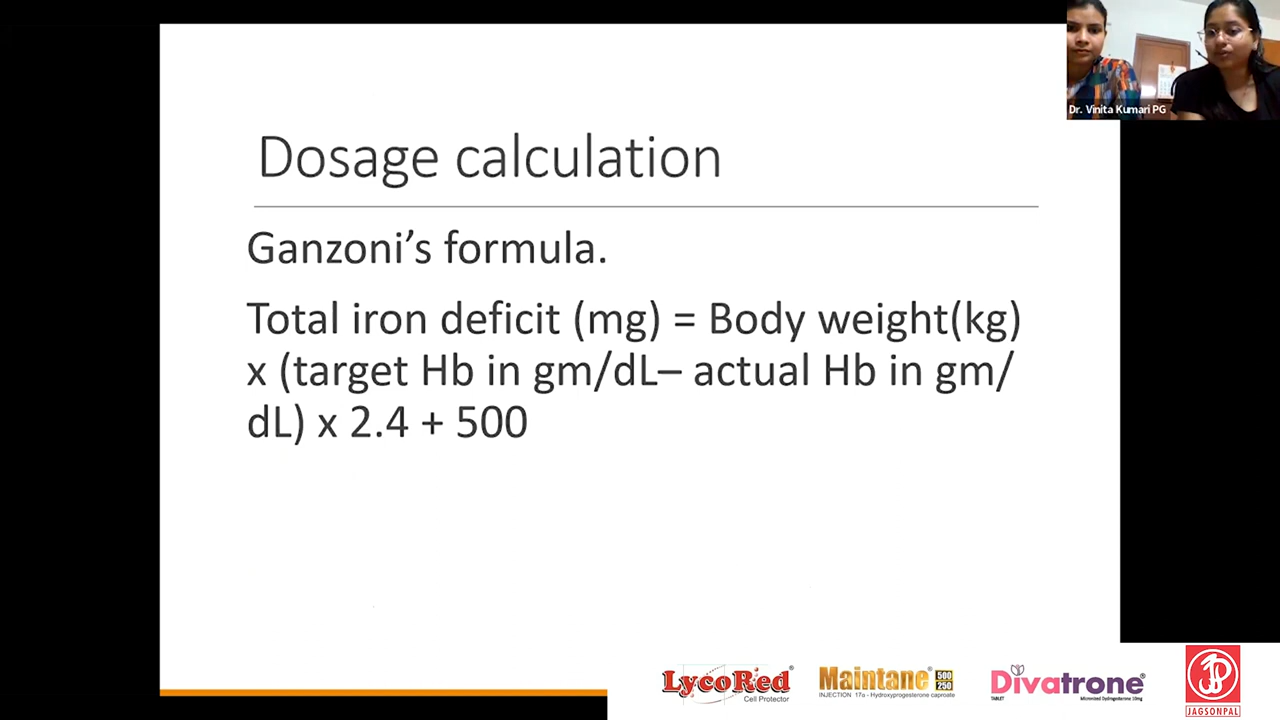 Dr. Vinita Kumari PG
Dosage calculation
Ganzoni’s formula.
Total iron deficit (mg) = Body weight(kg)
x (target Hb in gm/dL– actual Hb in gm/
dL) x 2.4 + 500
LycoRed®
Cell Protector
Maintane® 500 250
INJECTION 17α - Hydroxyprogesterone caproate
Divatrone®
TABLET Micronised Dydrogesterone 10mg
JAGSONPAL